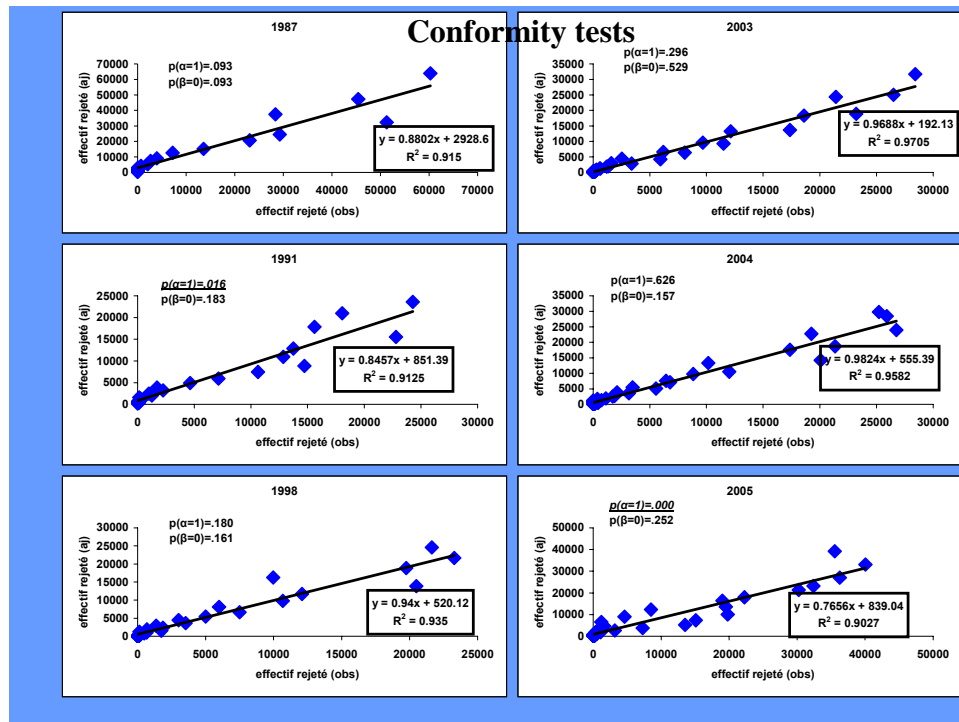 Conformity tests
1987
p(α=1)=.093
p(β=0)=.093
effectif rejeté (aj)
70000
60000
50000
40000
30000
20000
10000
0
y = 0.8802x + 2928.6
R² = 0.915
0 10000 20000 30000 40000 50000 60000 70000
effectif rejeté (obs)
2003
p(α=1)=.296
p(β=0)=.529
effectif rejeté (aj)
35000
30000
25000
20000
15000
10000
5000
0
y = 0.9688x + 192.13
R² = 0.9705
0 5000 10000 15000 20000 25000 30000
effectif rejeté (obs)
1991
p(α=1)=.016
p(β=0)=.183
effectif rejeté (aj)
25000
20000
15000
10000
5000
0
y = 0.8457x + 851.39
R² = 0.9125
0 5000 10000 15000 20000 25000 30000
effectif rejeté (obs)
2004
p(α=1)=.626
p(β=0)=.157
effectif rejeté (aj)
35000
30000
25000
20000
15000
10000
5000
0
y = 0.9824x + 555.39
R² = 0.9582
0 5000 10000 15000 20000 25000 30000
effectif rejeté (obs)
1998
p(α=1)=.180
p(β=0)=.161
effectif rejeté (aj)
30000
25000
20000
15000
10000
5000
0
y = 0.94x + 520.12
R² = 0.935
0 5000 10000 15000 20000 25000
effectif rejeté (obs)
2005
p(α=1)=.000
p(β=0)=.252
effectif rejeté (aj)
50000
40000
30000
20000
10000
0
y = 0.7656x + 839.04
R² = 0.9027
0 10000 20000 30000 40000 50000
effectif rejeté (obs)